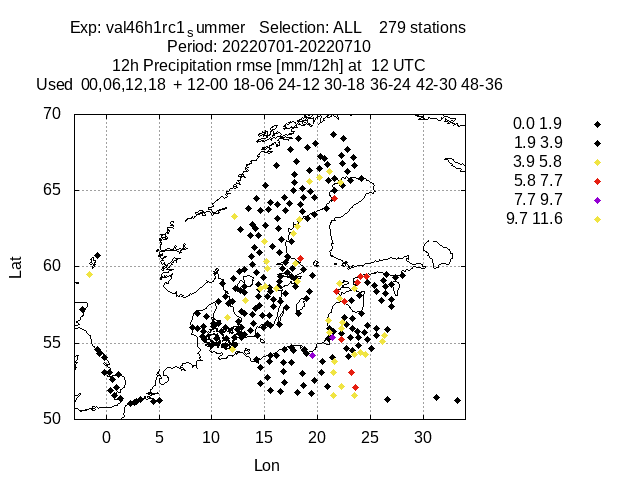 Exp: val46h1rc1summer Selection: ALL 279 stations
Period: 20220701-20220710
12h Precipitation rmse [mm/12h] at 12 UTC
Used 00,06,12,18 + 12-00 18-06 24-12 30-18 36-24 42-30 48-36
70
65
60
55
50
Lat
0 5 10 15 20 25 30
Lon
0.0 1.9
1.9 3.9
3.9 5.8
5.8 7.7
7.7 9.7
9.7 11.6